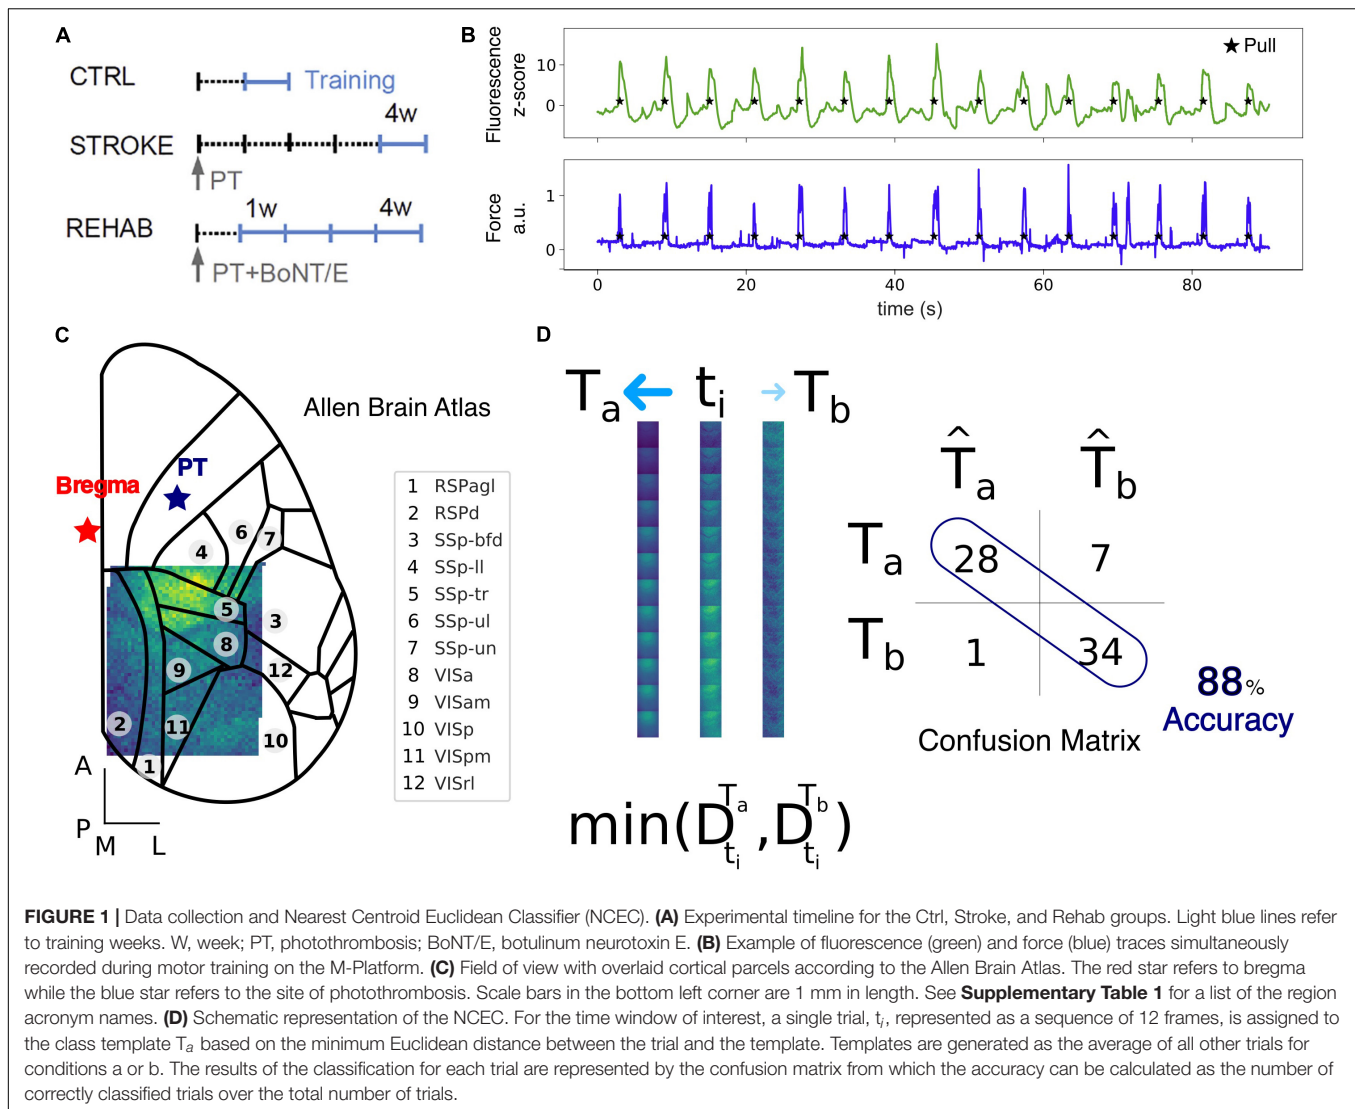 A
CTRL
Training
4w
STROKE
PT
1w
4w
REHAB
PT+BoNT/E
B
Fluorescence
z-score
10
0
★ Pull
Force
a.u.
1
0
0
20
40
60
80
time (s)
C
Allen Brain Atlas
PT
Bregma
6
7
4
5
3
8
9
12
2
11
10
1
A
P
M
L
1 RSPagl
2 RSPd
3 SSp-bfd
4 SSp-ll
5 SSp-tr
6 SSp-ul
7 SSp-un
8 VISa
9 VISam
10 VISp
11 VISpm
12 VISrl
D
Ta ← ti → Tb
T̂a T̂b
Ta 28 7
Tb 1 34
88%
Accuracy
Confusion Matrix
min(D_ti^Ta, D_ti^Tb)
FIGURE 1 | Data collection and Nearest Centroid Euclidean Classifier (NCEC). (A) Experimental timeline for the Ctrl, Stroke, and Rehab groups. Light blue lines refer
to training weeks. W, week; PT, photothrombosis; BoNT/E, botulinum neurotoxin E. (B) Example of fluorescence (green) and force (blue) traces simultaneously
recorded during motor training on the M-Platform. (C) Field of view with overlaid cortical parcels according to the Allen Brain Atlas. The red star refers to bregma
while the blue star refers to the site of photothrombosis. Scale bars in the bottom left corner are 1 mm in length. See Supplementary Table 1 for a list of the region
acronym names. (D) Schematic representation of the NCEC. For the time window of interest, a single trial, ti, represented as a sequence of 12 frames, is assigned to
the class template Ta based on the minimum Euclidean distance between the trial and the template. Templates are generated as the average of all other trials for
conditions a or b. The results of the classification for each trial are represented by the confusion matrix from which the accuracy can be calculated as the number of
correctly classified trials over the total number of trials.